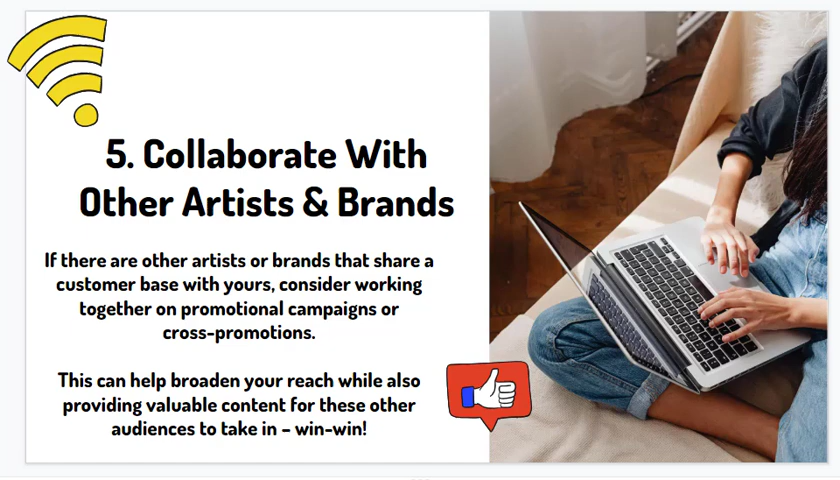 5. Collaborate With
Other Artists & Brands
If there are other artists or brands that share a
customer base with yours, consider working
together on promotional campaigns or
cross-promotions.
This can help broaden your reach while also
providing valuable content for these other
audiences to take in – win-win!